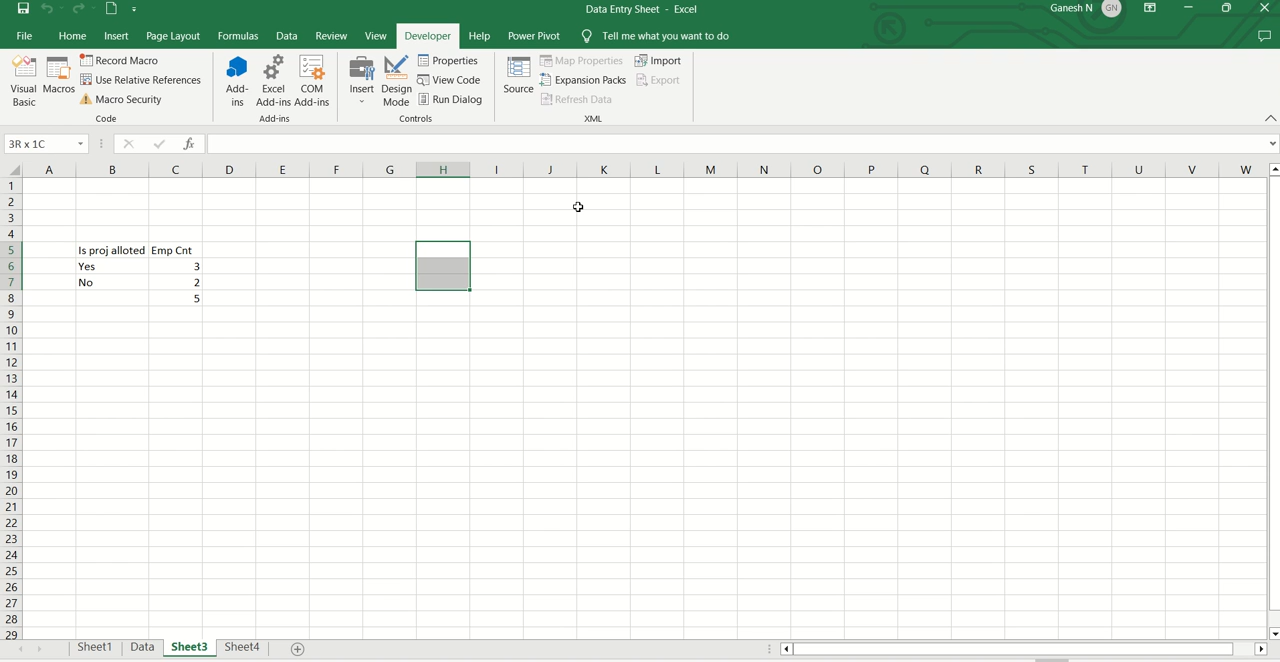 Data Entry Sheet - Excel
Ganesh N GN
File Home Insert Page Layout Formulas Data Review View Developer Help Power Pivot Tell me what you want to do
Visual Basic
Macros
Record Macro
Use Relative References
Macro Security
Code
Add-ins
Excel Add-ins
COM Add-ins
Add-ins
Insert
Design Mode
Properties
View Code
Run Dialog
Controls
Source
Map Properties
Expansion Packs
Refresh Data
Import
Export
XML
3R x 1C fx
A B C D E F G H I J K L M N O P Q R S T U V W
1
2
3
4
5 Is proj alloted Emp Cnt
6 Yes 3
7 No 2
8 5
9
10
11
12
13
14
15
16
17
18
19
20
21
22
23
24
25
26
27
28
29
Sheet1 Data Sheet3 Sheet4